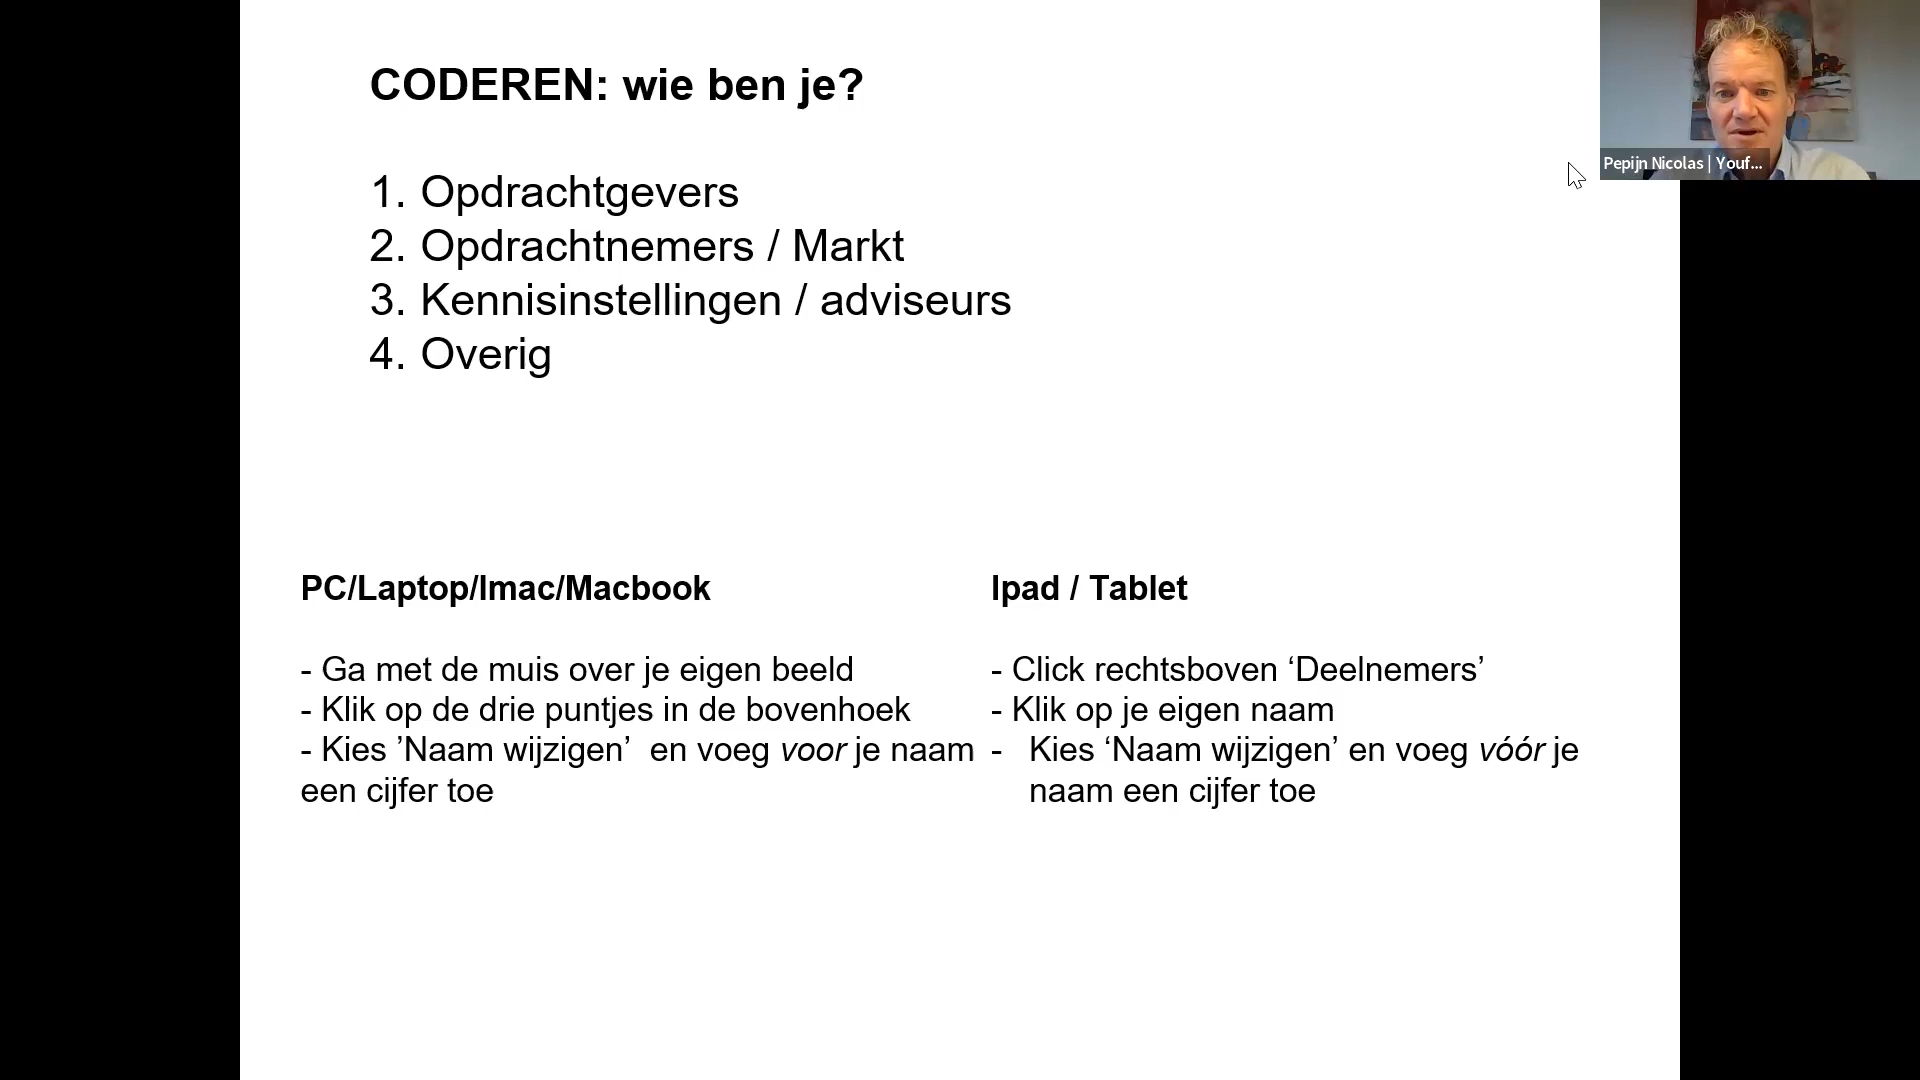 CODEREN: wie ben je?
1. Opdrachtgevers
2. Opdrachtnemers / Markt
3. Kennisinstellingen / adviseurs
4. Overig
PC/Laptop/Imac/Macbook
- Ga met de muis over je eigen beeld
- Klik op de drie puntjes in de bovenhoek
- Kies ’Naam wijzigen’  en voeg voor je naam
een cijfer toe
Ipad / Tablet
- Click rechtsboven ‘Deelnemers’
- Klik op je eigen naam
- Kies ‘Naam wijzigen’ en voeg vóór je
naam een cijfer toe
Pepijn Nicolas | Youf...